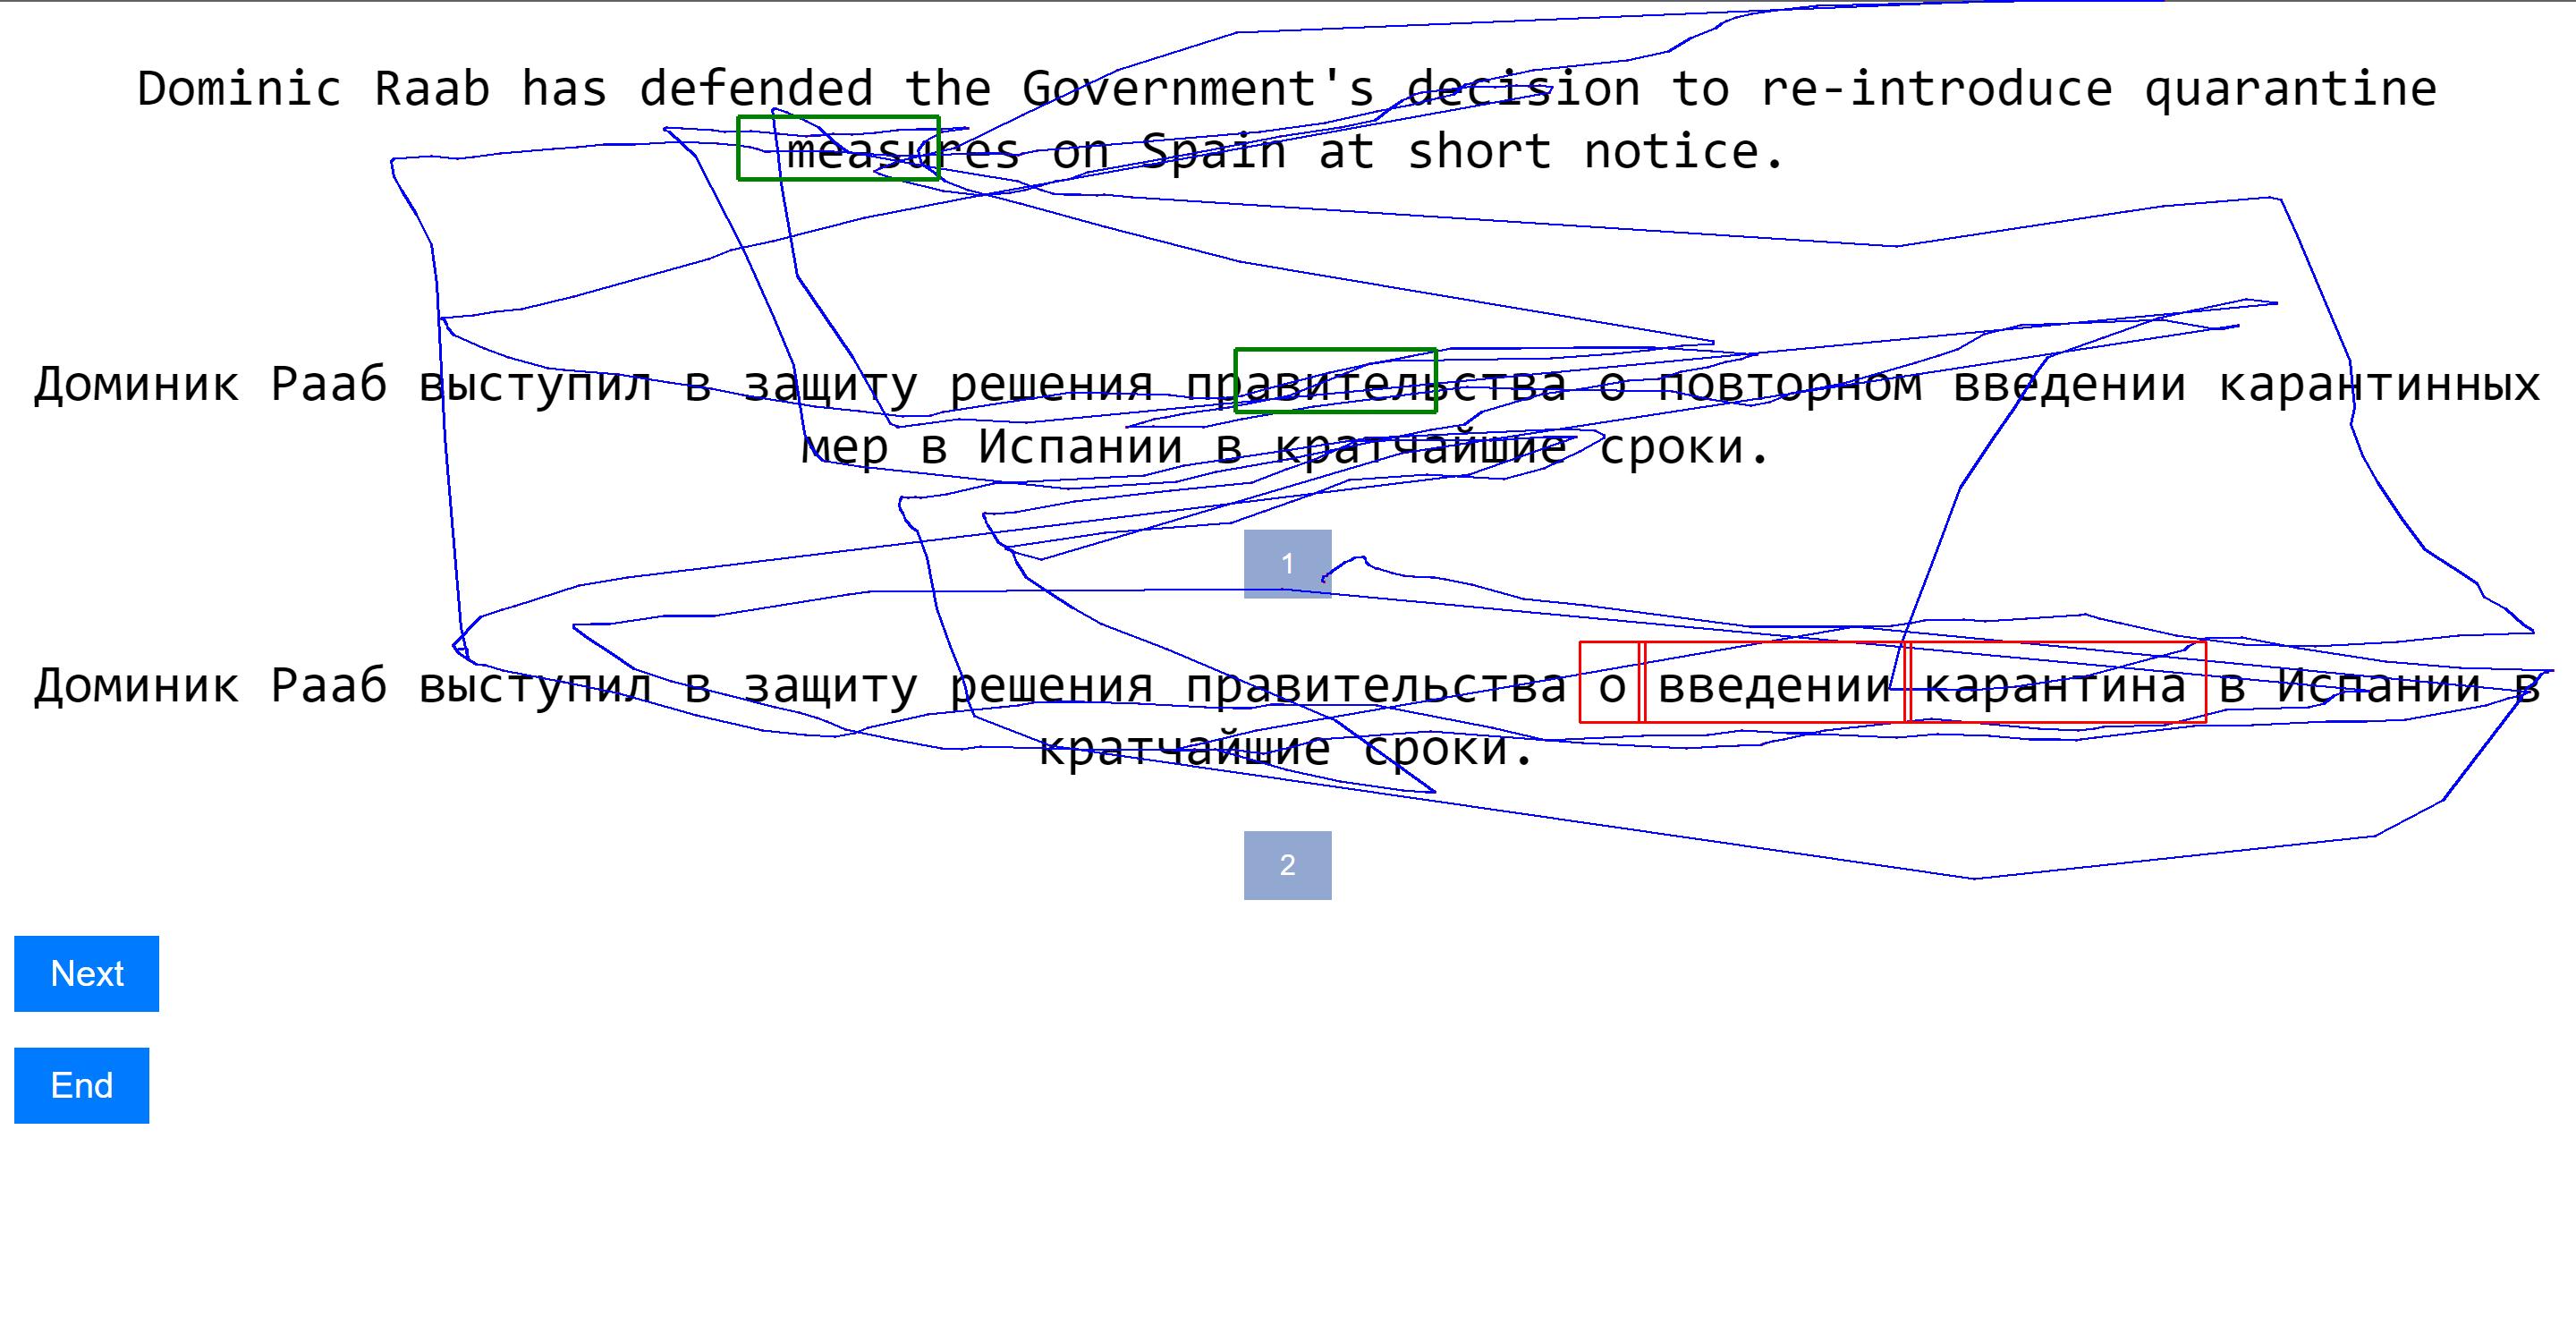 Dominic Raab has defended the Government's decision to re-introduce quarantine
measures on Spain at short notice.
Доминик Рааб выступил в защиту решения правительства о повторном введении карантинных
мер в Испании в кратчайшие сроки.
1
Доминик Рааб выступил в защиту решения правительства о введении карантина в Испании в
кратчайшие сроки.
2
Next
End